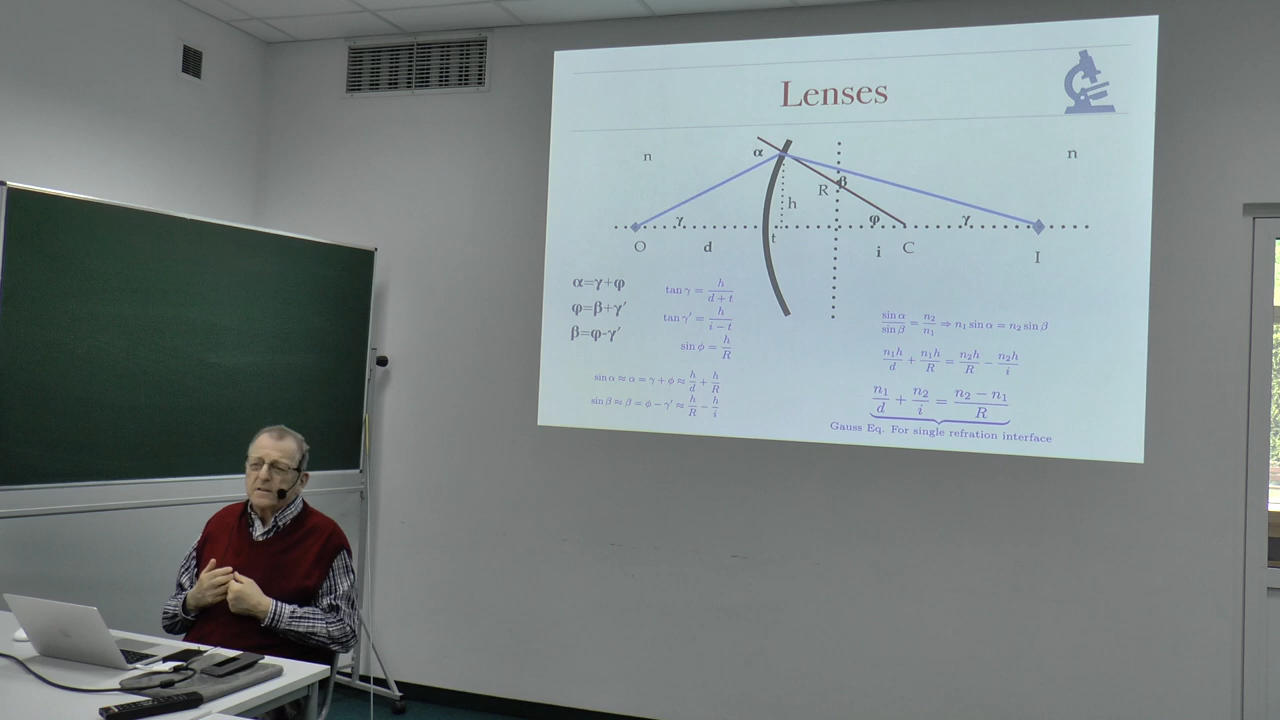 Lenses
n
n
α
β
R
h
γ
φ
γ
O
d
t
i
C
I
α=γ+φ
φ=β+γ'
β=φ-γ'
tan γ = h / (d + t)
tan γ' = h / (i − t)
sin ϕ = h / R
sin α ≈ α = γ + ϕ ≈ h/d + h/R
sin β ≈ β = ϕ − γ' ≈ h/R − h/i
sin α / sin β = n₂ / n₁ ⇒ n₁ sin α = n₂ sin β
n₁h/d + n₁h/R = n₂h/R − n₂h/i
n₁/d + n₂/i = (n₂ − n₁)/R
Gauss Eq. For single refration interface